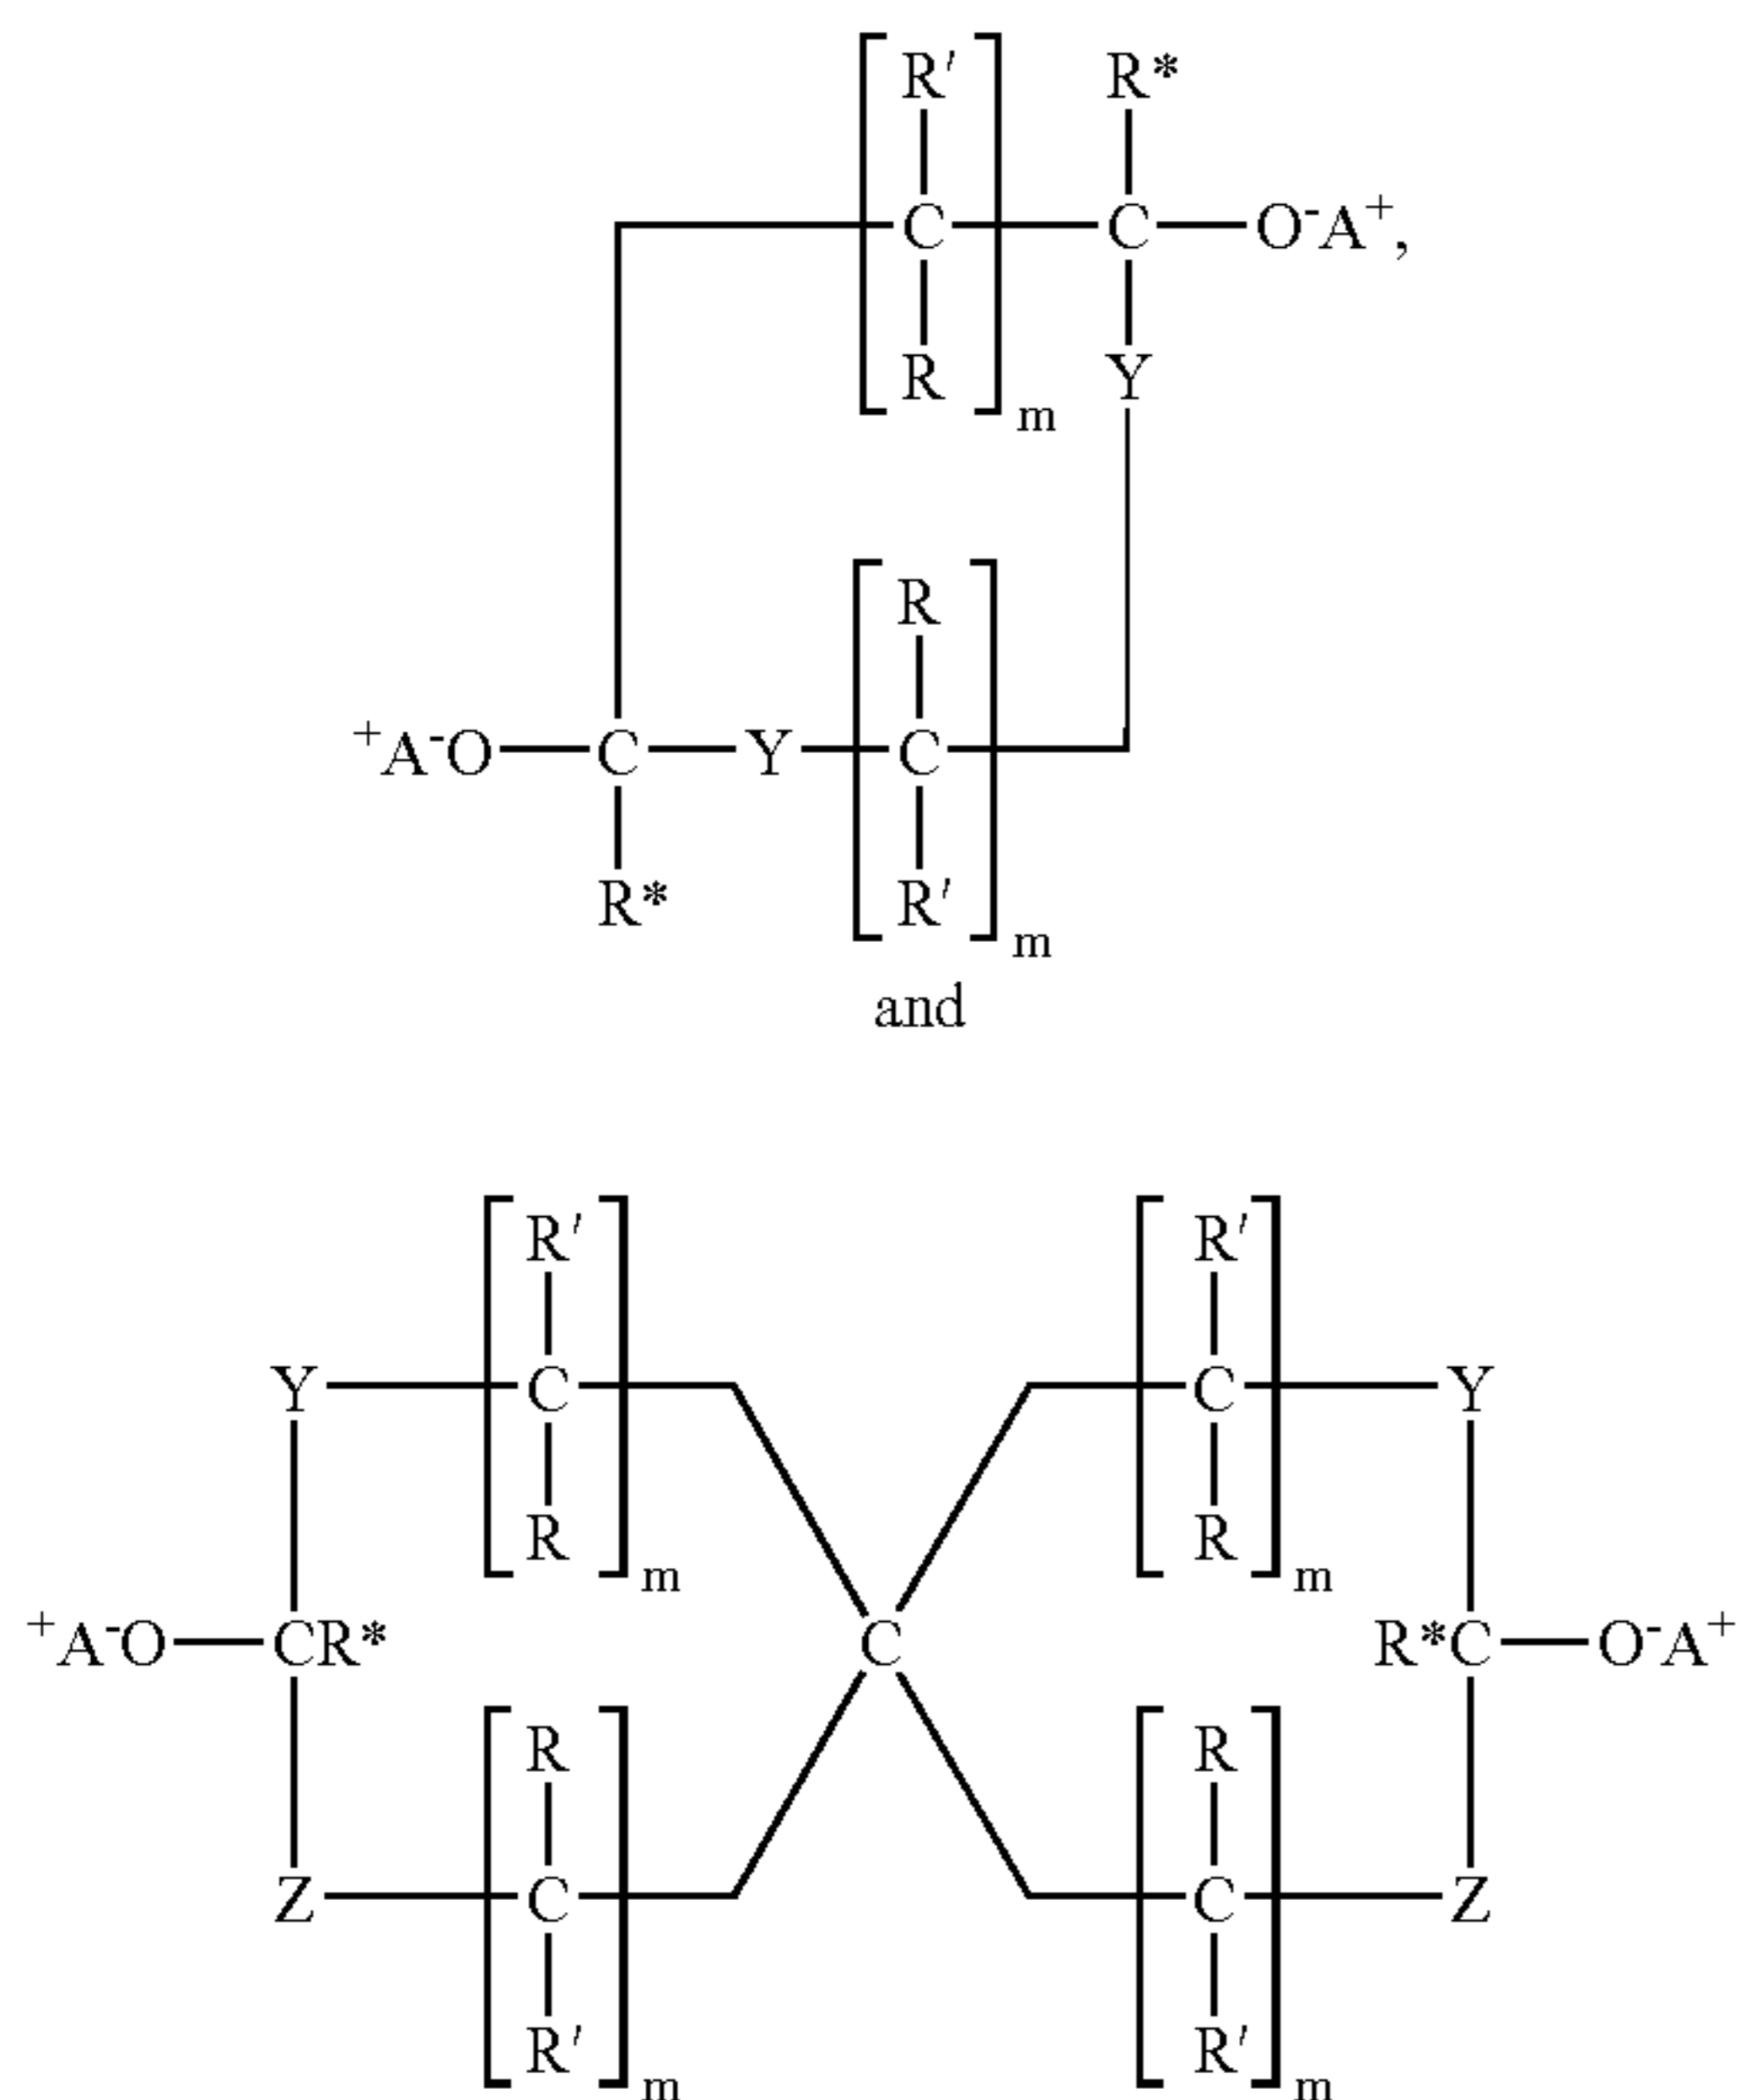 R' R*
C C O⁻A⁺,
R Y
m
R
⁺A⁻O C Y C
R* R'
m
and
R' R'
Y C C Y
R R
m m
⁺A⁻O CR* C R*C O⁻A⁺
R R
Z C C Z
R' R'
m m